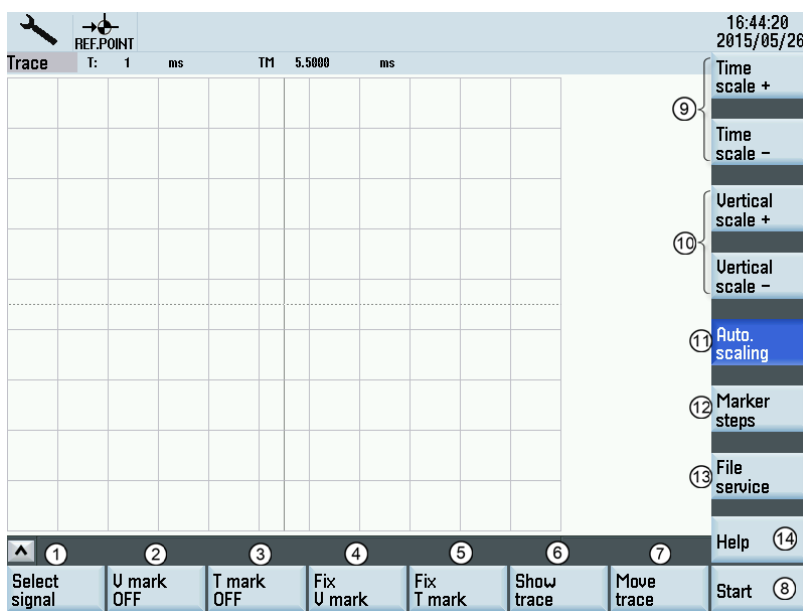 16:44:20
2015/05/26
REF.POINT
Trace T: 1 ms TM 5.5000 ms
Time
scale +
9
Time
scale -
Vertical
scale +
10
Vertical
scale -
11 Auto.
scaling
12 Marker
steps
13 File
service
Help 14
1 2 3 4 5 6 7
Select
signal
V mark
OFF
T mark
OFF
Fix
V mark
Fix
T mark
Show
trace
Move
trace
Start 8